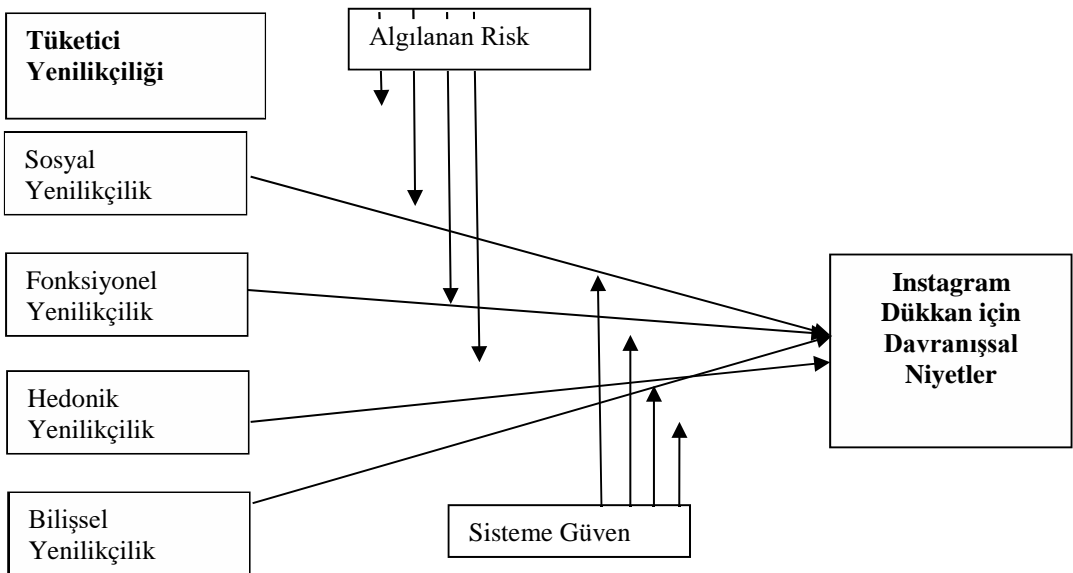 Tüketici
Yenilikçiliği
Algılanan Risk
Sosyal
Yenilikçilik
Fonksiyonel
Yenilikçilik
Instagram
Dükkan için
Davranışsal
Niyetler
Hedonik
Yenilikçilik
Bilişsel
Yenilikçilik
Sisteme Güven